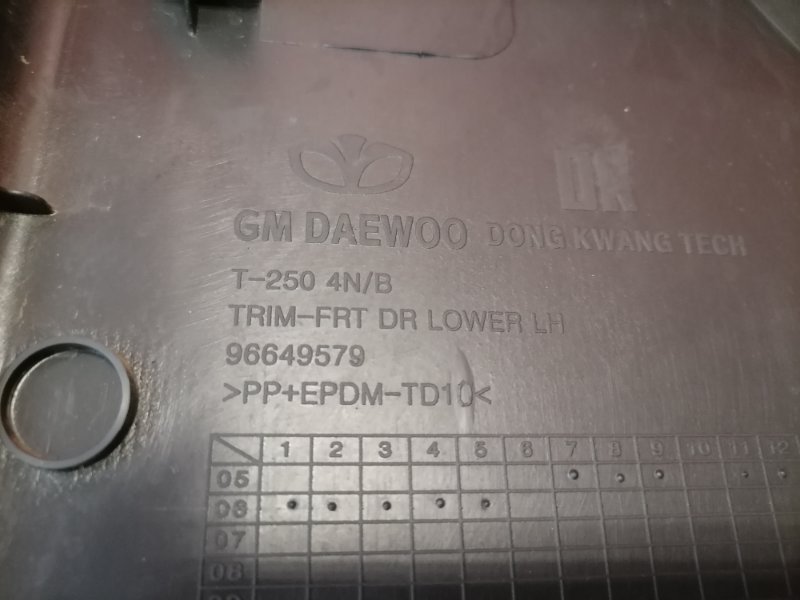 DK
GM DAEWOO DONG KWANG TECH
T-250 4N/B
TRIM-FRT DR LOWER LH
96649579
>PP+EPDM-TD10<
1 2 3 4 5 6 7 8 9 10 11 12
05
06
07
08